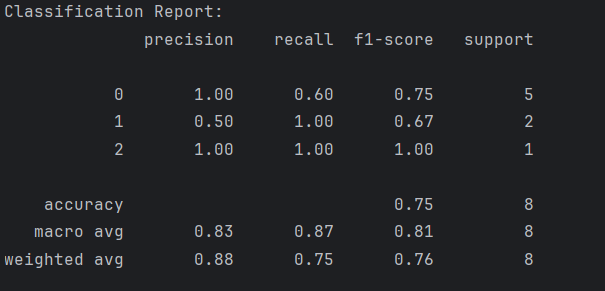 Classification Report:
precision recall f1-score support
0 1.00 0.60 0.75 5
1 0.50 1.00 0.67 2
2 1.00 1.00 1.00 1
accuracy 0.75 8
macro avg 0.83 0.87 0.81 8
weighted avg 0.88 0.75 0.76 8